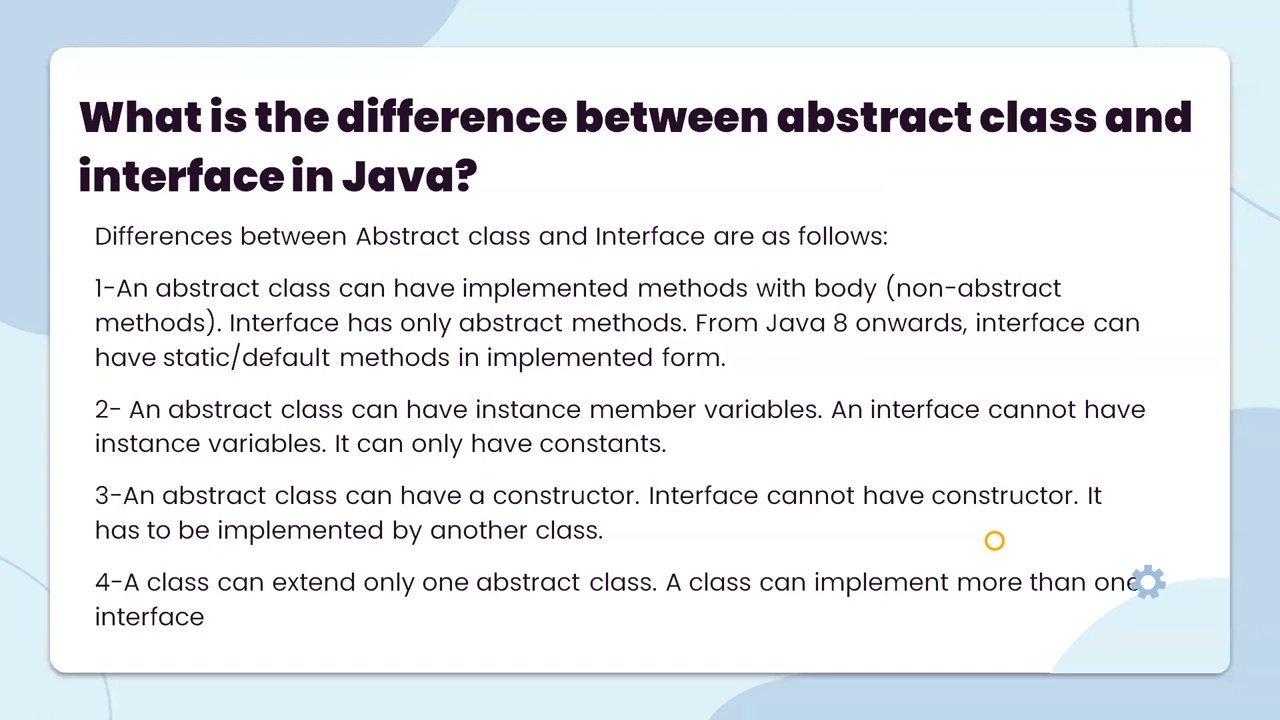 What is the difference between abstract class and
interface in Java?
Differences between Abstract class and Interface are as follows:
1-An abstract class can have implemented methods with body (non-abstract
methods). Interface has only abstract methods. From Java 8 onwards, interface can
have static/default methods in implemented form.
2- An abstract class can have instance member variables. An interface cannot have
instance variables. It can only have constants.
3-An abstract class can have a constructor. Interface cannot have constructor. It
has to be implemented by another class.
4-A class can extend only one abstract class. A class can implement more than one
interface